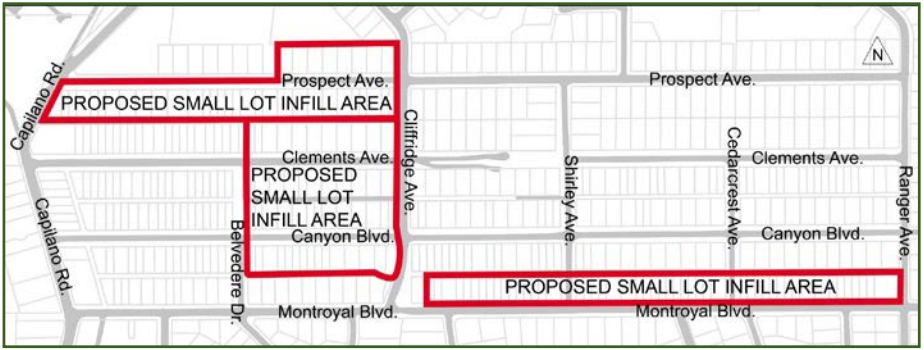 N
Capilano Rd.
Prospect Ave.
Prospect Ave.
PROPOSED SMALL LOT INFILL AREA
Cliffridge Ave.
Clements Ave.
Clements Ave.
PROPOSED
SMALL LOT
INFILL AREA
Shirley Ave.
Cedarcrest Ave.
Ranger Ave.
Capilano Rd.
Belvedere Dr.
Canyon Blvd.
Canyon Blvd.
PROPOSED SMALL LOT INFILL AREA
Montroyal Blvd.
Montroyal Blvd.